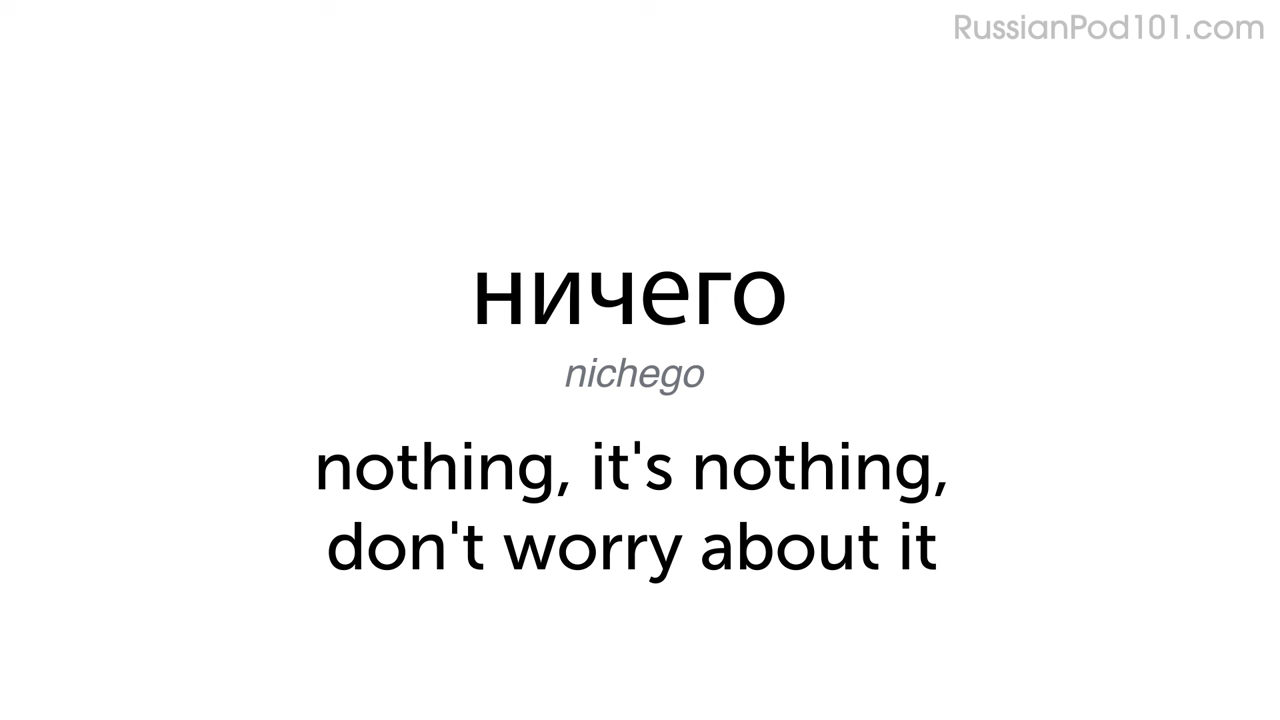 RussianPod101.com
ничего
nichego
nothing, it's nothing,
don't worry about it